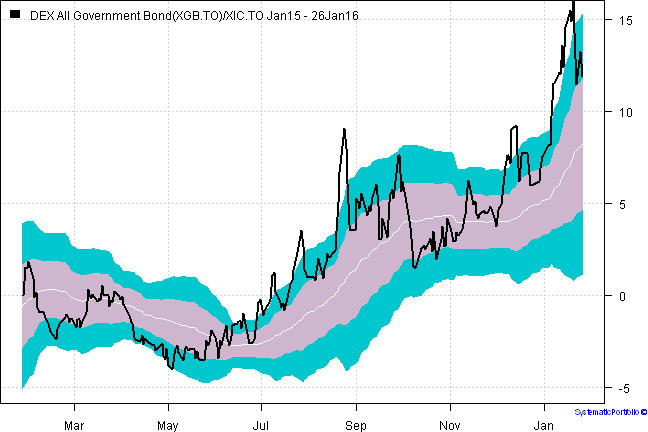 DEX All Government Bond(XGB.TO)/XIC.TO Jan15 - 26Jan16
15
10
5
0
-5
Mar May Jul Sep Nov Jan
SystematicPortfolio ©